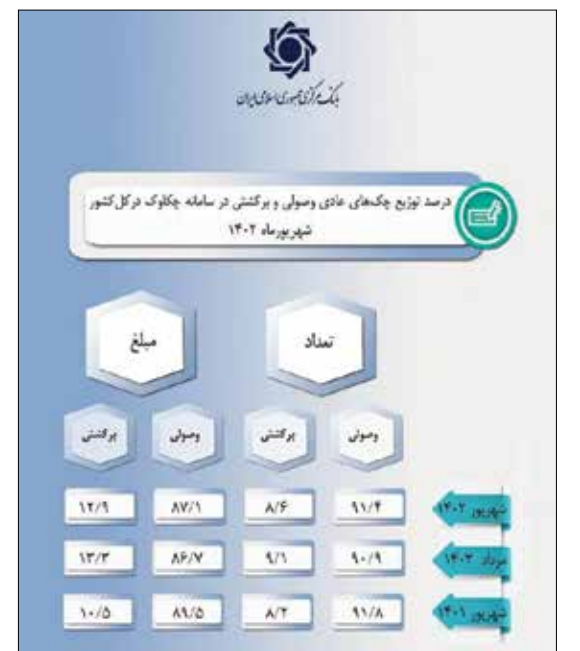 بانک مرکزی جمهوری اسلامی ایران
درصد توزیع چک‌های عادی وصولی و برگشتی در سامانه چکاوک در کل کشور
شهریورماه ۱۴۰۲
تعداد مبلغ
وصولی برگشتی وصولی برگشتی
شهریور ۱۴۰۲ ۹۱/۴ ۸/۶ ۸۷/۱ ۱۲/۹
مرداد ۱۴۰۲ ۹۰/۹ ۹/۱ ۸۶/۷ ۱۳/۳
شهریور ۱۴۰۱ ۹۱/۸ ۸/۲ ۸۹/۵ ۱۰/۵